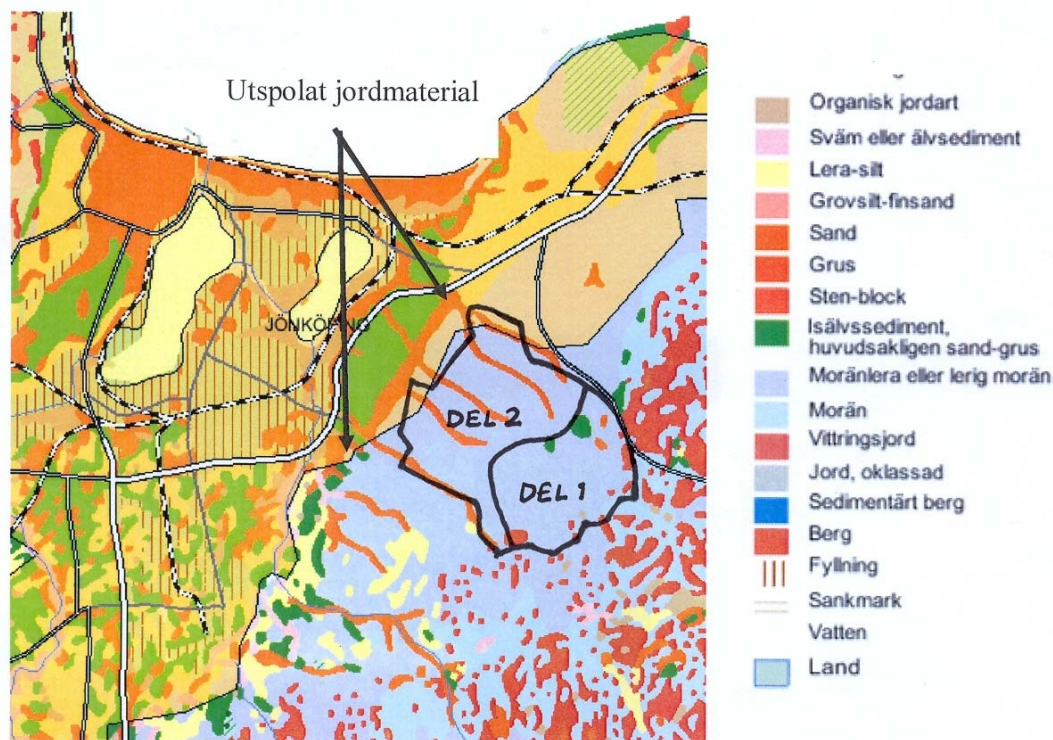 Utspolat jordmaterial
JÖNKÖPING
DEL 2
DEL 1
Organisk jordart
Sväm eller älvsediment
Lera-silt
Grovsilt-finsand
Sand
Grus
Sten-block
Isälvssediment,
huvudsakligen sand-grus
Moränlera eller lerig morän
Morän
Vittringsjord
Jord, oklassad
Sedimentärt berg
Berg
Fyllning
Sankmark
Vatten
Land